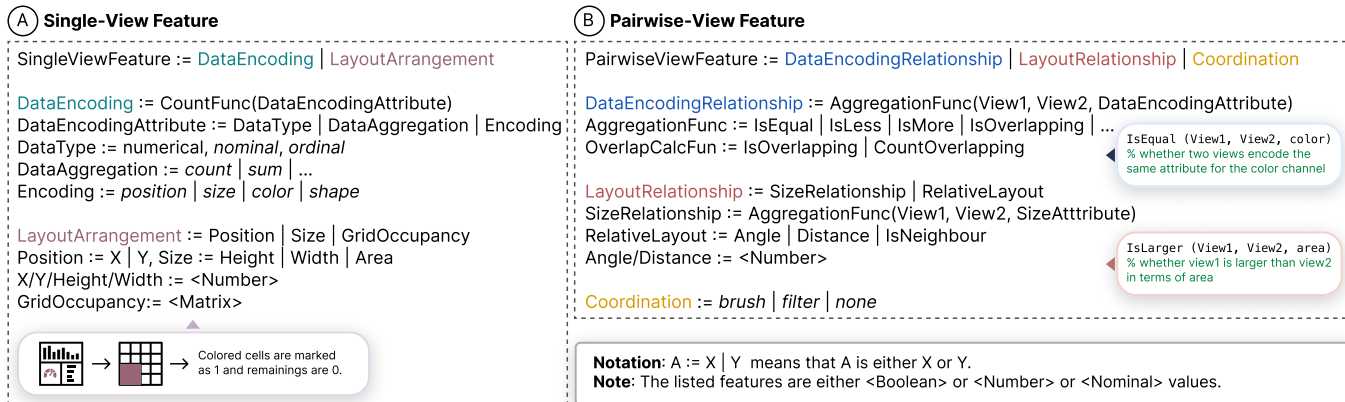 A Single-View Feature
SingleViewFeature := DataEncoding | LayoutArrangement
DataEncoding := CountFunc(DataEncodingAttribute)
DataEncodingAttribute := DataType | DataAggregation | Encoding
DataType := numerical, nominal, ordinal
DataAggregation := count | sum | ...
Encoding := position | size | color | shape
LayoutArrangement := Position | Size | GridOccupancy
Position := X | Y, Size := Height | Width | Area
X/Y/Height/Width := <Number>
GridOccupancy:= <Matrix>
Colored cells are marked
as 1 and remainings are 0.
B Pairwise-View Feature
PairwiseViewFeature := DataEncodingRelationship | LayoutRelationship | Coordination
DataEncodingRelationship := AggregationFunc(View1, View2, DataEncodingAttribute)
AggregationFunc := IsEqual | IsLess | IsMore | IsOverlapping | ...
OverlapCalcFun := IsOverlapping | CountOverlapping
IsEqual (View1, View2, color)
% whether two views encode the
same attribute for the color channel
LayoutRelationship := SizeRelationship | RelativeLayout
SizeRelationship := AggregationFunc(View1, View2, SizeAtttribute)
RelativeLayout := Angle | Distance | IsNeighbour
Angle/Distance := <Number>
IsLarger (View1, View2, area)
% whether view1 is larger than view2
in terms of area
Coordination := brush | filter | none
Notation: A := X | Y means that A is either X or Y.
Note: The listed features are either <Boolean> or <Number> or <Nominal> values.